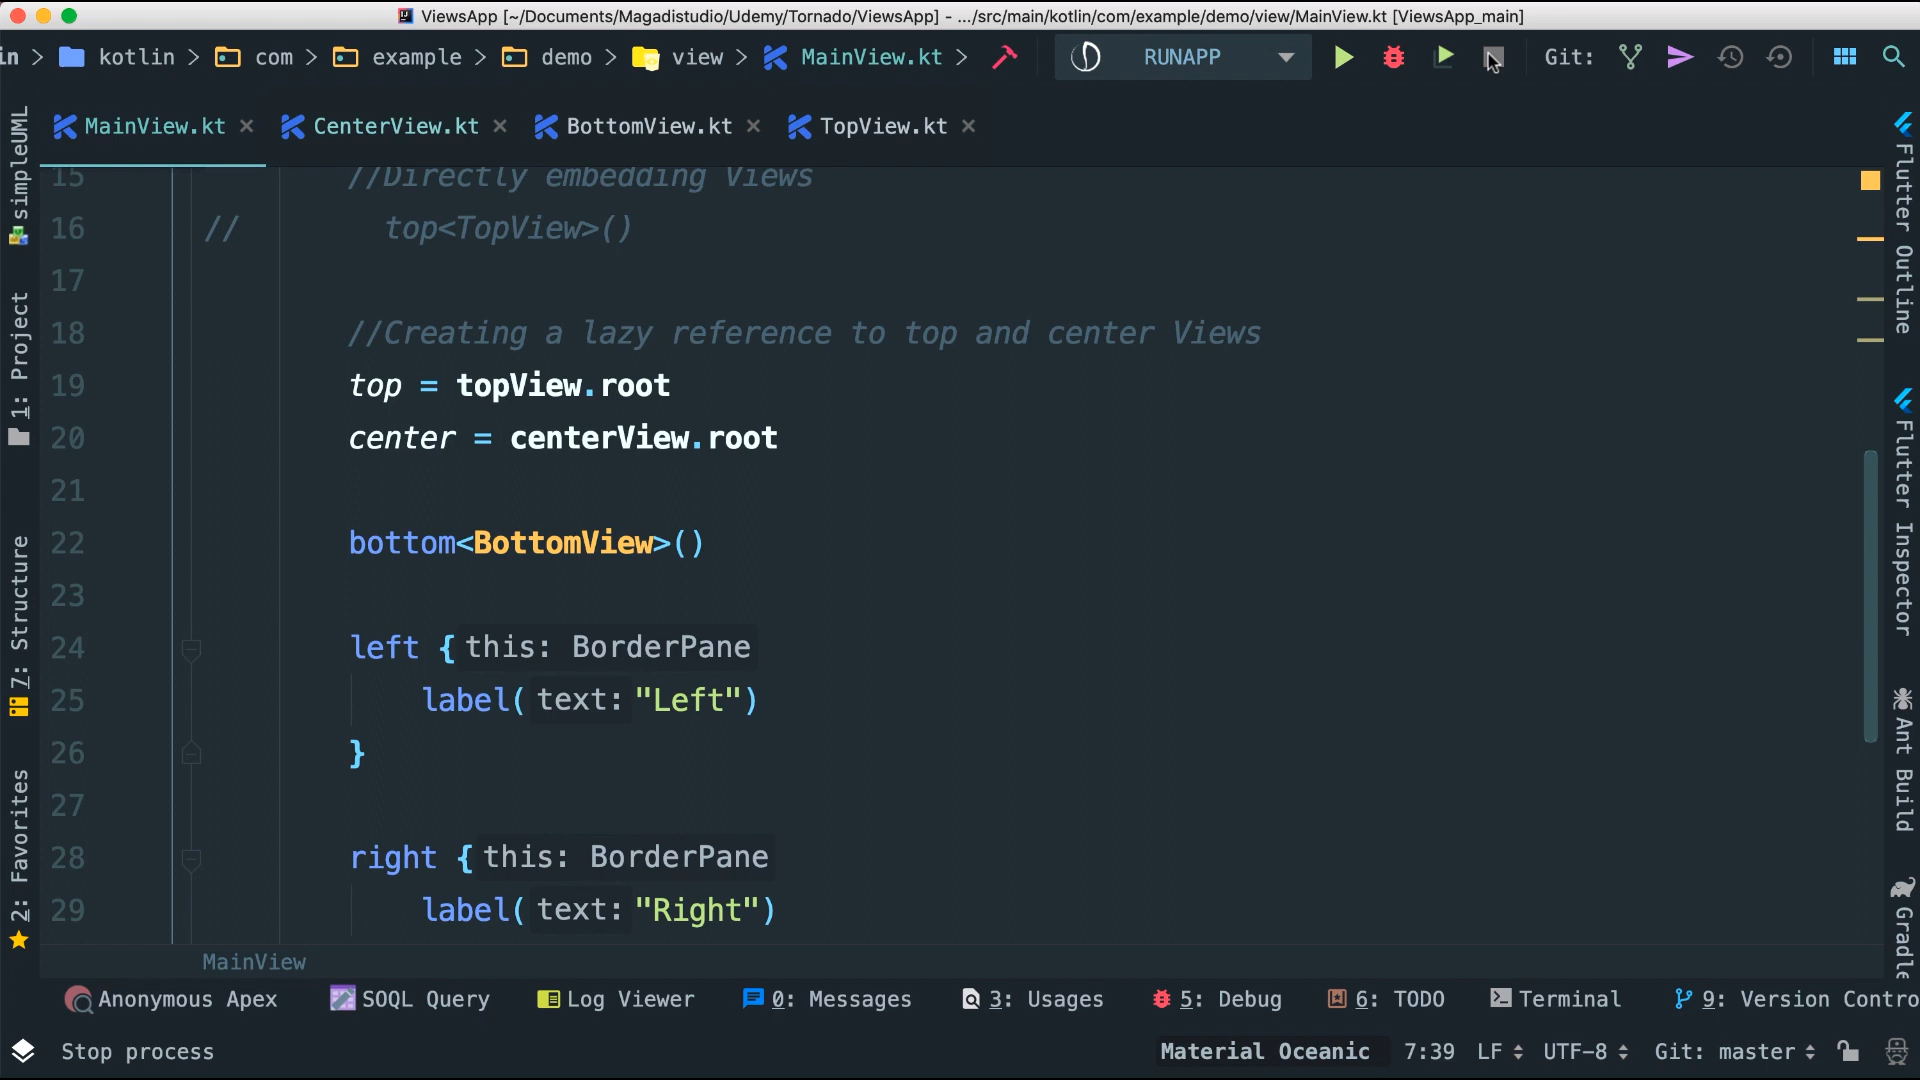 ViewsApp [~/Documents/Magadistudio/Udemy/Tornado/ViewsApp] - .../src/main/kotlin/com/example/demo/view/MainView.kt [ViewsApp_main]
in > kotlin > com > example > demo > view > MainView.kt > RUNAPP Git:
MainView.kt × CenterView.kt × BottomView.kt × TopView.kt ×
15 //Directly embedding Views
16 // top<TopView>()
17
18 //Creating a lazy reference to top and center Views
19 top = topView.root
20 center = centerView.root
21
22 bottom<BottomView>()
23
24 left { this: BorderPane
25 label( text: "Left")
26 }
27
28 right { this: BorderPane
29 label( text: "Right")
MainView
simpleUML
1: Project
7: Structure
2: Favorites
Flutter Outline
Flutter Inspector
Ant Build
Gradle
Anonymous Apex SOQL Query Log Viewer 0: Messages 3: Usages 5: Debug 6: TODO Terminal 9: Version Contro
Stop process Material Oceanic 7:39 LF UTF-8 Git: master